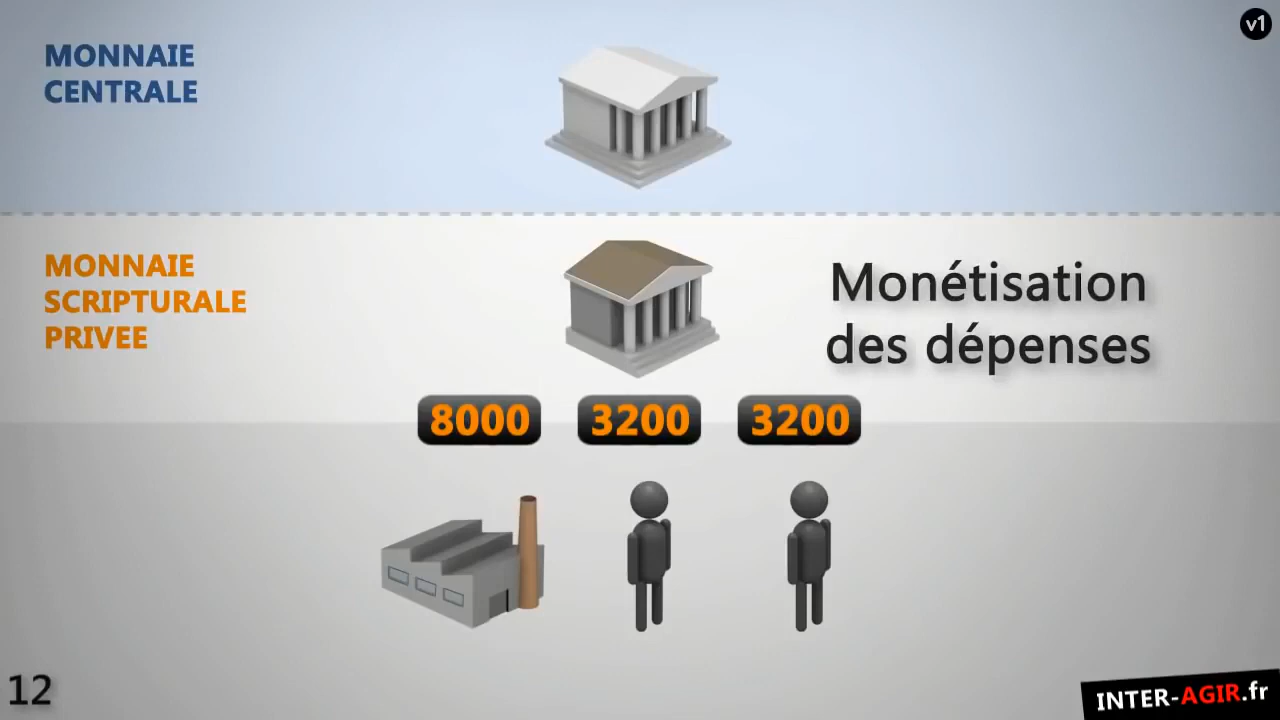 v1
MONNAIE
CENTRALE
MONNAIE
SCRIPTURALE
PRIVEE
Monétisation
des dépenses
8000 3200 3200
12
INTER-AGIR.fr